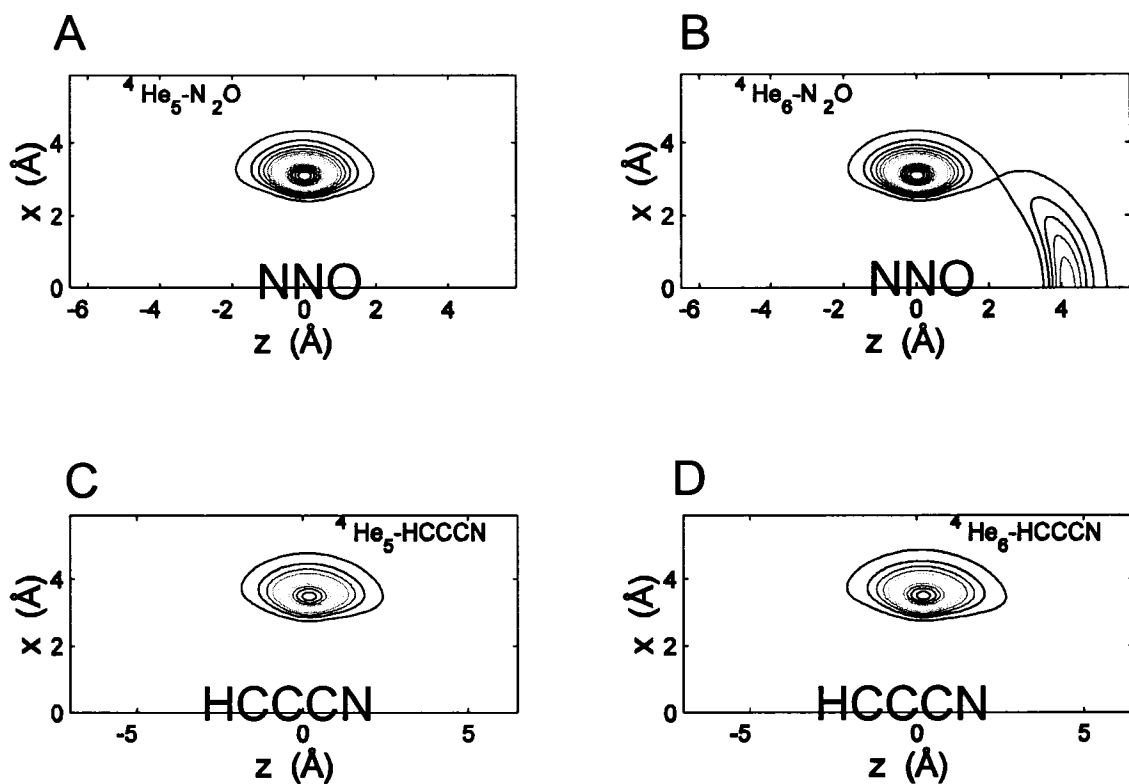 A
B
⁴He₅-N₂O
⁴He₆-N₂O
x (Å)
4
2
0
NNO
-6 -4 -2 0 2 4
z (Å)
x (Å)
4
2
0
NNO
-6 -4 -2 0 2 4
z (Å)
C
D
⁴He₅-HCCCN
⁴He₆-HCCCN
x (Å)
4
2
0
HCCCN
-5 0 5
z (Å)
x (Å)
4
2
0
HCCCN
-5 0 5
z (Å)